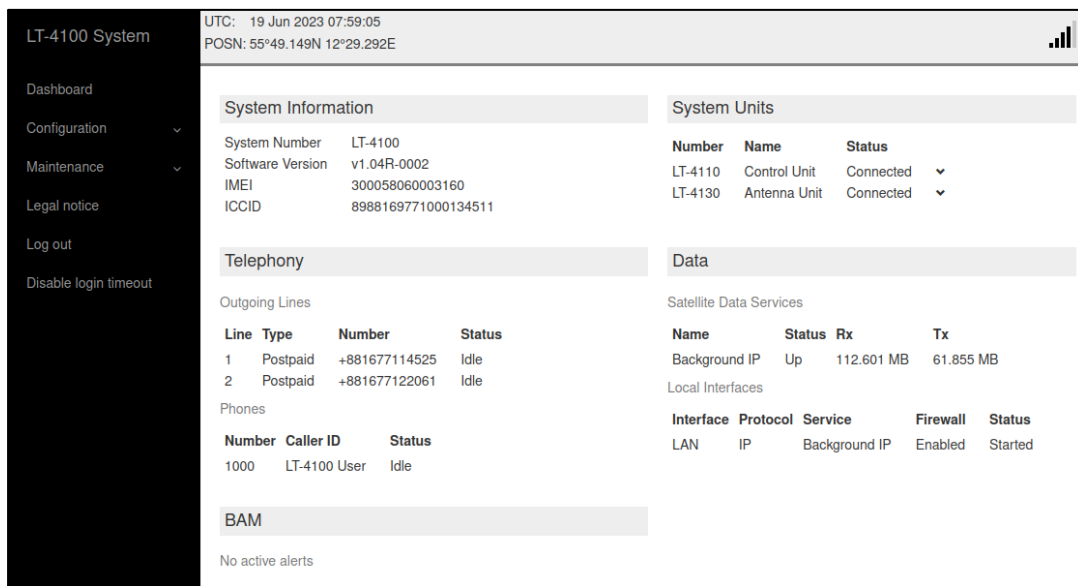 LT-4100 System
Dashboard
Configuration
Maintenance
Legal notice
Log out
Disable login timeout
UTC: 19 Jun 2023 07:59:05
POSN: 55°49.149N 12°29.292E
System Information
System Number LT-4100
Software Version v1.04R-0002
IMEI 300058060003160
ICCID 8988169771000134511
System Units
Number Name Status
LT-4110 Control Unit Connected
LT-4130 Antenna Unit Connected
Telephony
Outgoing Lines
Line Type Number Status
1 Postpaid +881677114525 Idle
2 Postpaid +881677122061 Idle
Phones
Number Caller ID Status
1000 LT-4100 User Idle
Data
Satellite Data Services
Name Status Rx Tx
Background IP Up 112.601 MB 61.855 MB
Local Interfaces
Interface Protocol Service Firewall Status
LAN IP Background IP Enabled Started
BAM
No active alerts